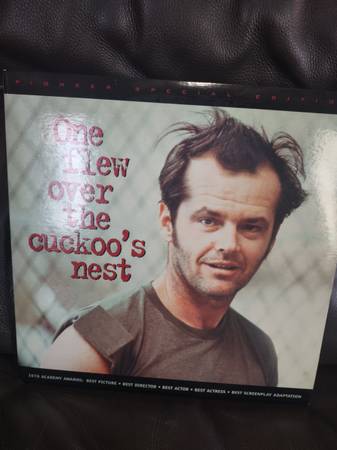 PIONEER SPECIAL EDITION
One
flew
over
the
cuckoo's
nest
1976 ACADEMY AWARDS: BEST PICTURE • BEST DIRECTOR • BEST ACTOR • BEST ACTRESS • BEST SCREENPLAY ADAPTATION